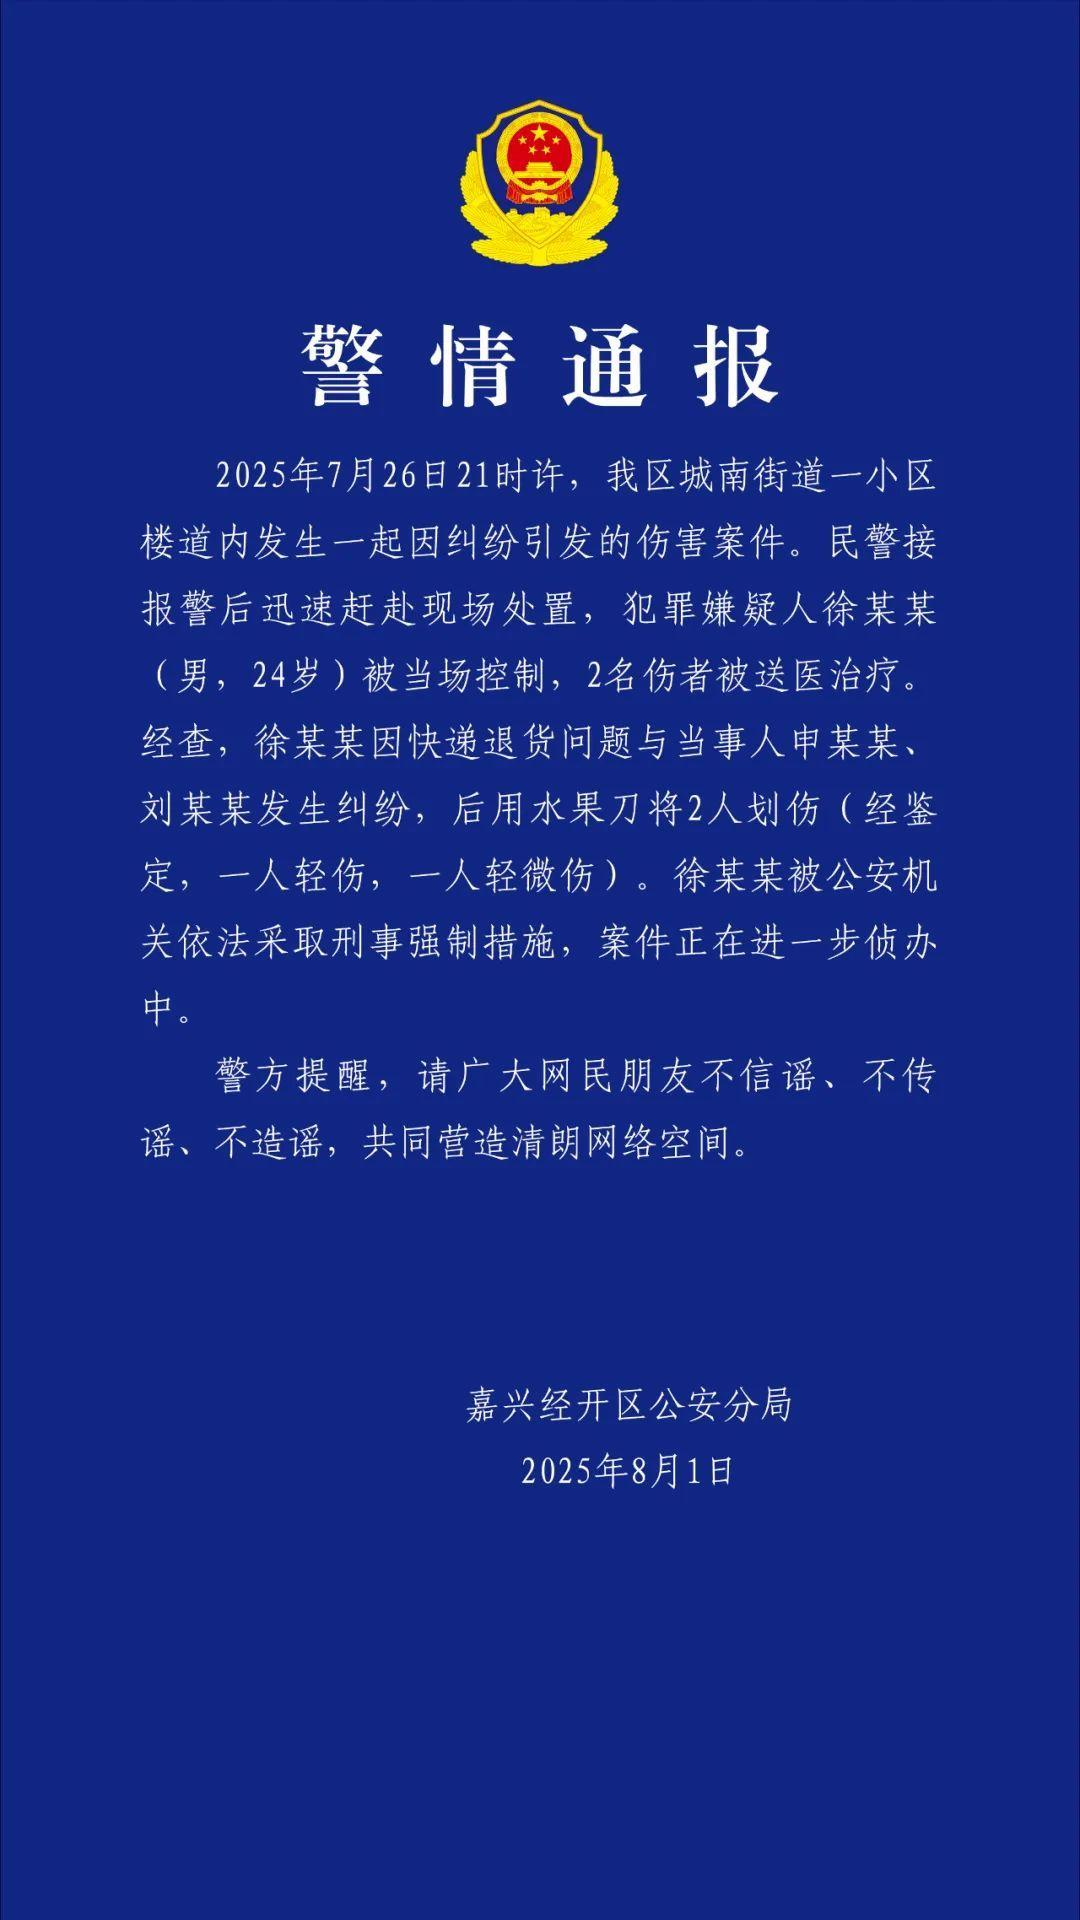 警情通报
2025年7月26日21时许，我区城南街道一小区
楼道内发生一起因纠纷引发的伤害案件。民警接
报警后迅速赶赴现场处置，犯罪嫌疑人徐某某
（男，24岁）被当场控制，2名伤者被送医治疗。
经查，徐某某因快递退货问题与当事人申某某、
刘某某发生纠纷，后用水果刀将2人划伤（经鉴
定，一人轻伤，一人轻微伤）。徐某某被公安机
关依法采取刑事强制措施，案件正在进一步侦办
中。
警方提醒，请广大网民朋友不信谣、不传
谣、不造谣，共同营造清朗网络空间。
嘉兴经开区公安分局
2025年8月1日